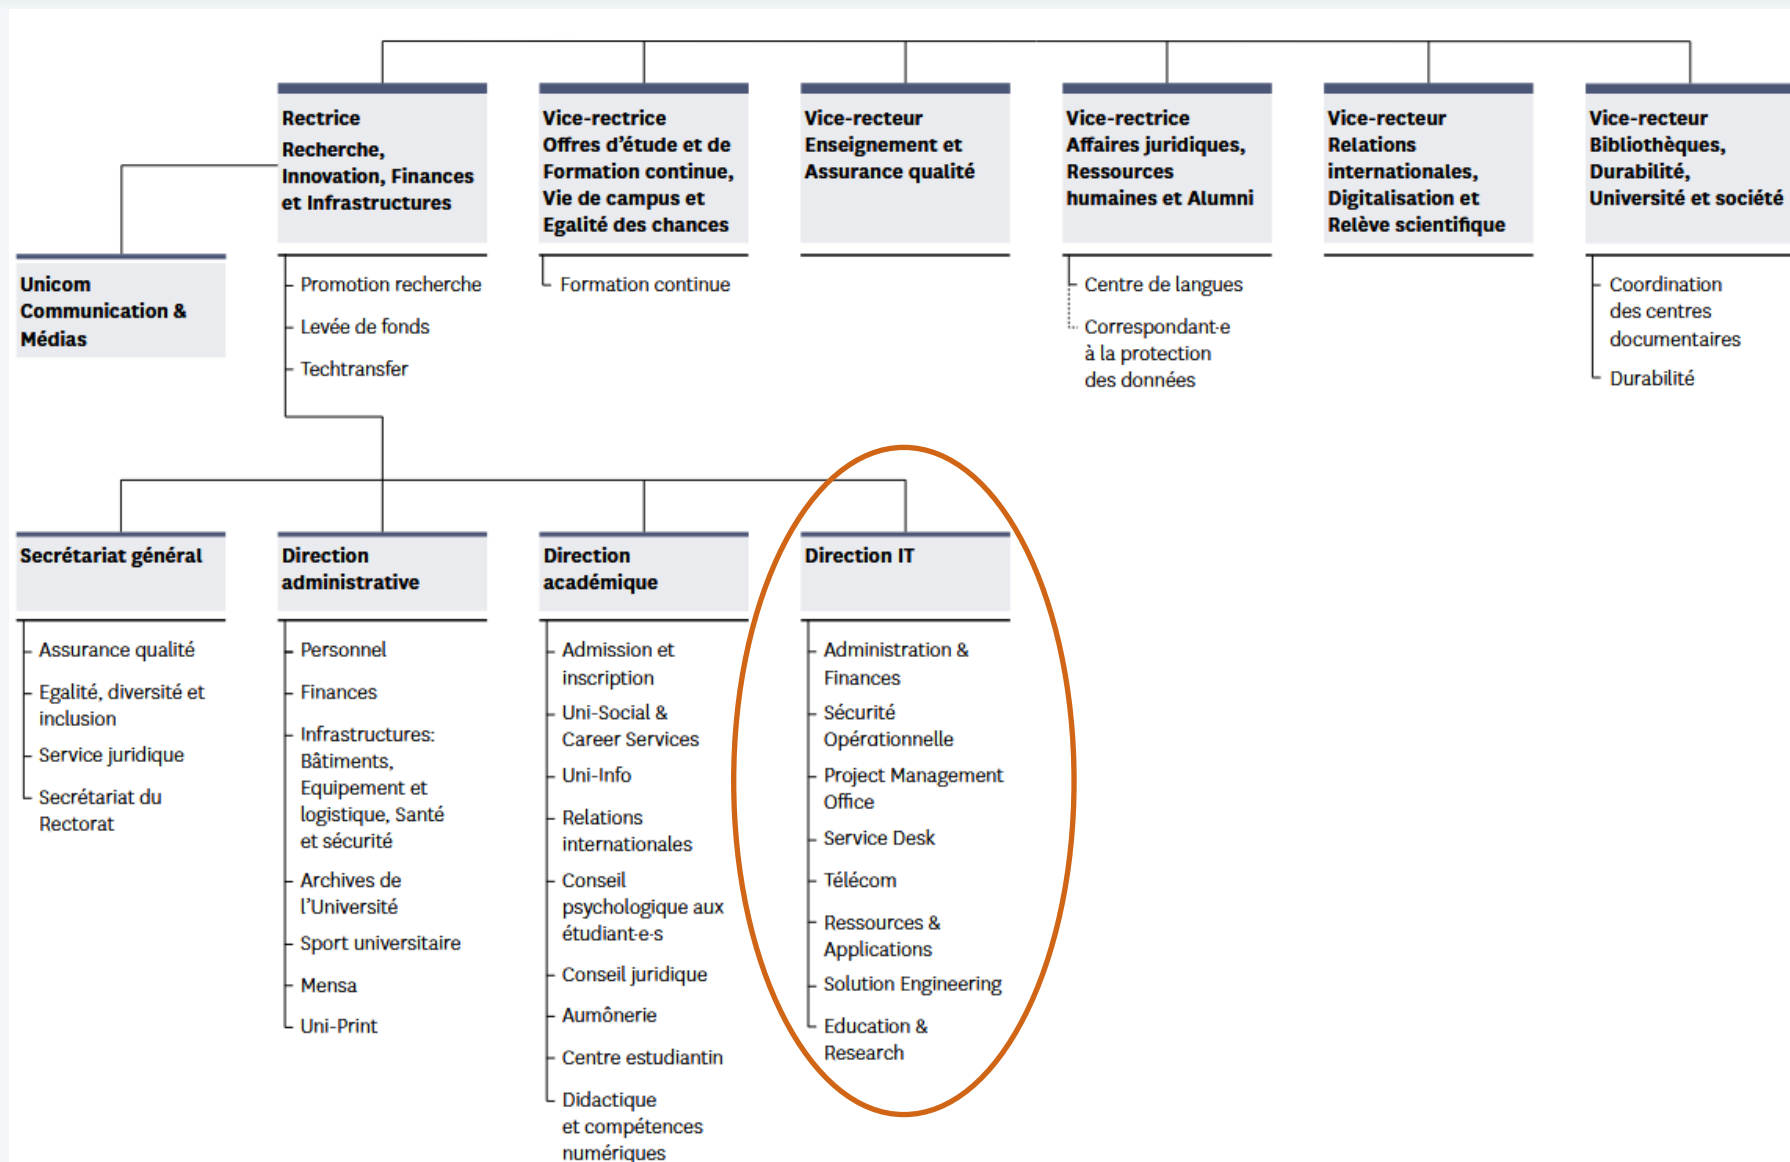 Rectrice
Recherche,
Innovation, Finances
et Infrastructures
Vice-rectrice
Offres d'étude et de
Formation continue,
Vie de campus et
Egalité des chances
Vice-recteur
Enseignement et
Assurance qualité
Vice-rectrice
Affaires juridiques,
Ressources
humaines et Alumni
Vice-recteur
Relations
internationales,
Digitalisation et
Relève scientifique
Vice-recteur
Bibliothèques,
Durabilité,
Université et société
Unicom
Communication &
Médias
Promotion recherche
Levée de fonds
Techtransfer
Formation continue
Centre de langues
Correspondant·e
à la protection
des données
Coordination
des centres
documentaires
Durabilité
Secrétariat général
Assurance qualité
Egalité, diversité et
inclusion
Service juridique
Secrétariat du
Rectorat
Direction
administrative
Personnel
Finances
Infrastructures:
Bâtiments,
Equipement et
logistique, Santé
et sécurité
Archives de
l'Université
Sport universitaire
Mensa
Uni-Print
Direction
académique
Admission et
inscription
Uni-Social &
Career Services
Uni-Info
Relations
internationales
Conseil
psychologique aux
étudiant·e·s
Conseil juridique
Aumônerie
Centre estudiantin
Didactique
et compétences
numériques
Direction IT
Administration &
Finances
Sécurité
Opérationnelle
Project Management
Office
Service Desk
Télécom
Ressources &
Applications
Solution Engineering
Education &
Research